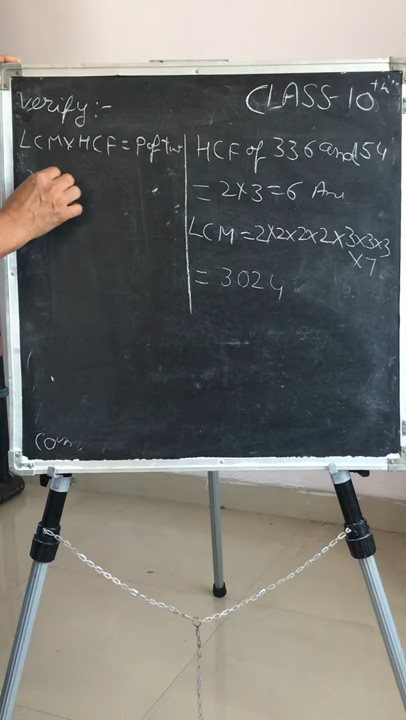 Verify:-
LCM×HCF=P of two
CLASS-10th
HCF of 336 and 54
=2×3=6 Ans
LCM=2×2×2×2×3×3×3
×7
=3024